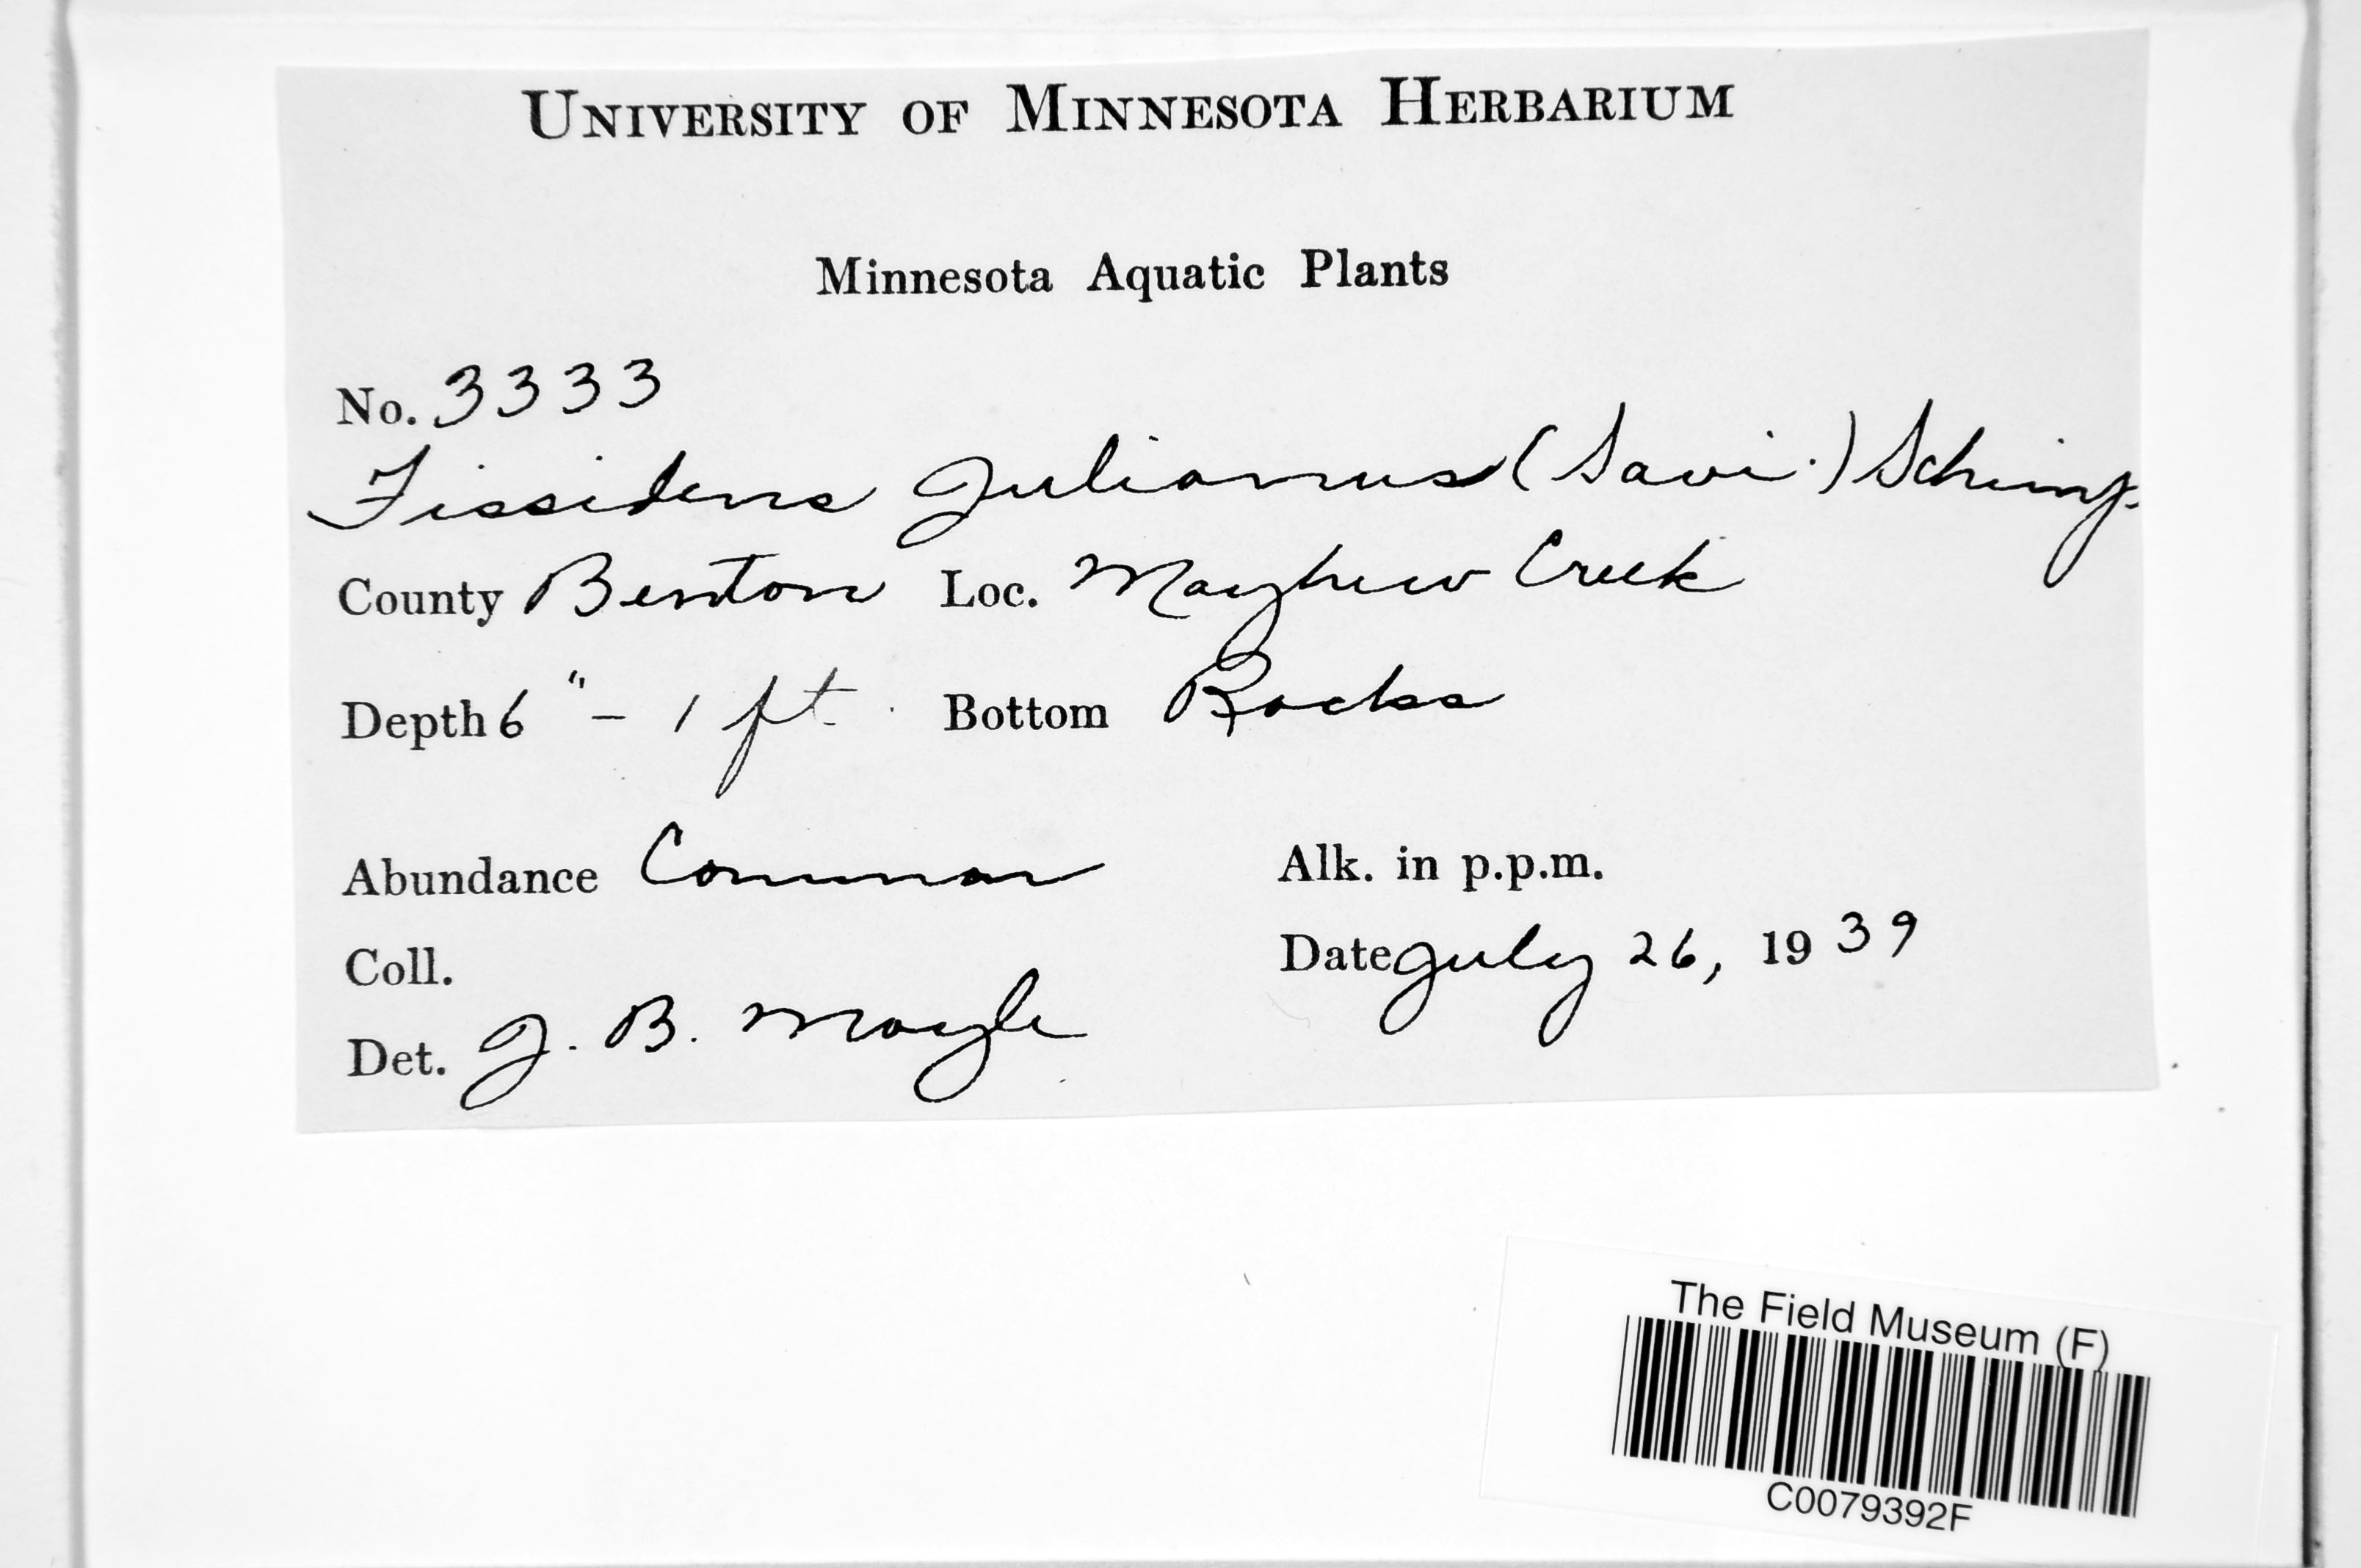 UNIVERSITY OF MINNESOTA HERBARIUM
Minnesota Aquatic Plants
No. 3333
Fissidens Julianus (Savi.) Schimp.
County Benton Loc. Mayhew Creek
Depth 6" - 1 ft. Bottom Rocks
Abundance Common Alk. in p.p.m.
Coll. Date July 26, 1939
Det. J. B. Moyle
The Field Museum (F)
C0079392F